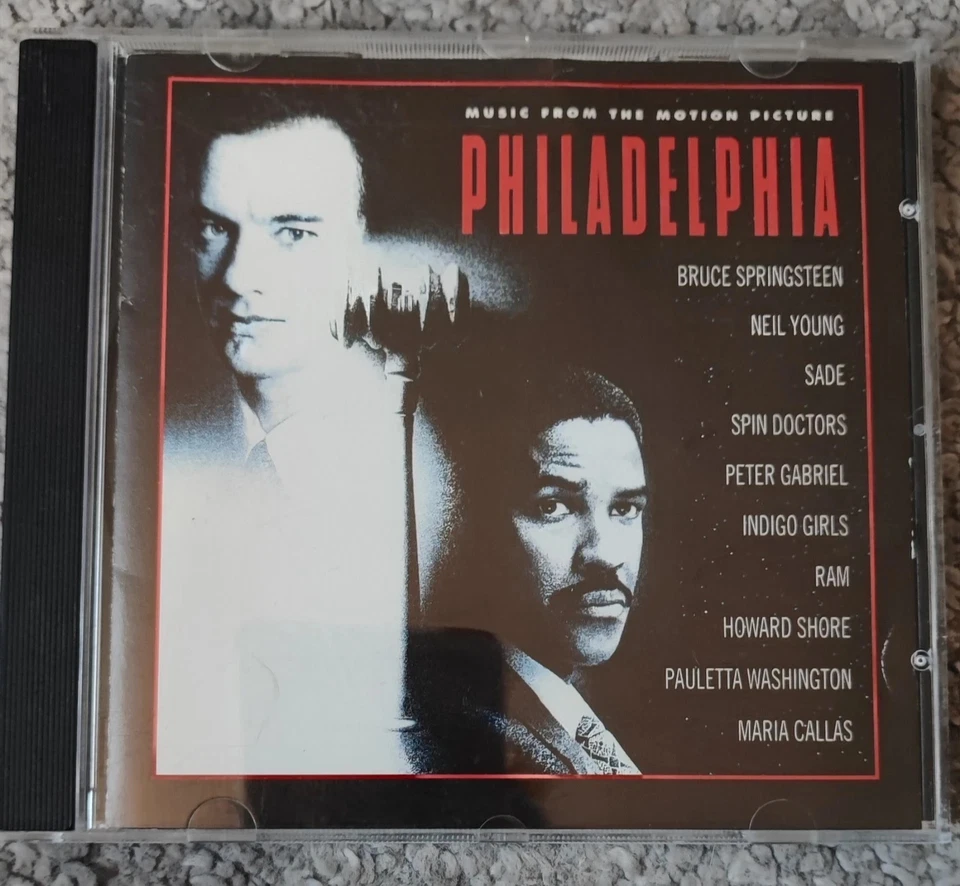 MUSIC FROM THE MOTION PICTURE
PHILADELPHIA
BRUCE SPRINGSTEEN
NEIL YOUNG
SADE
SPIN DOCTORS
PETER GABRIEL
INDIGO GIRLS
RAM
HOWARD SHORE
PAULETTA WASHINGTON
MARIA CALLAS